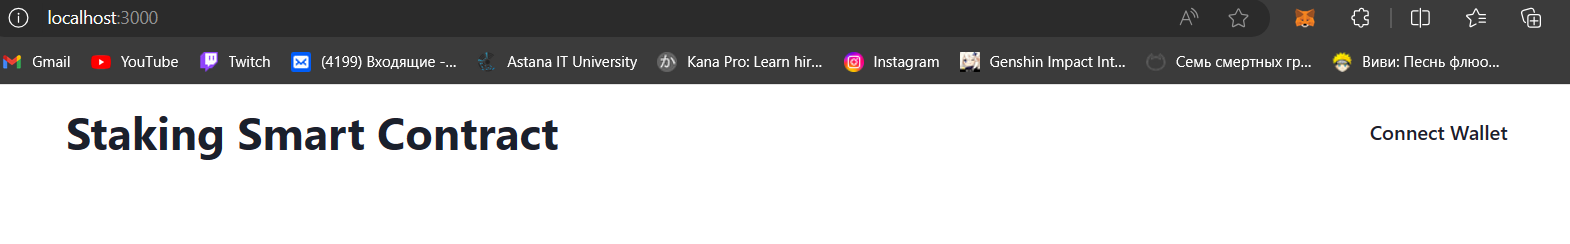 localhost:3000
Gmail YouTube Twitch (4199) Входящие -... Astana IT University Kana Pro: Learn hir... Instagram Genshin Impact Int... Семь смертных гр... Виви: Песнь флюо...
Staking Smart Contract Connect Wallet